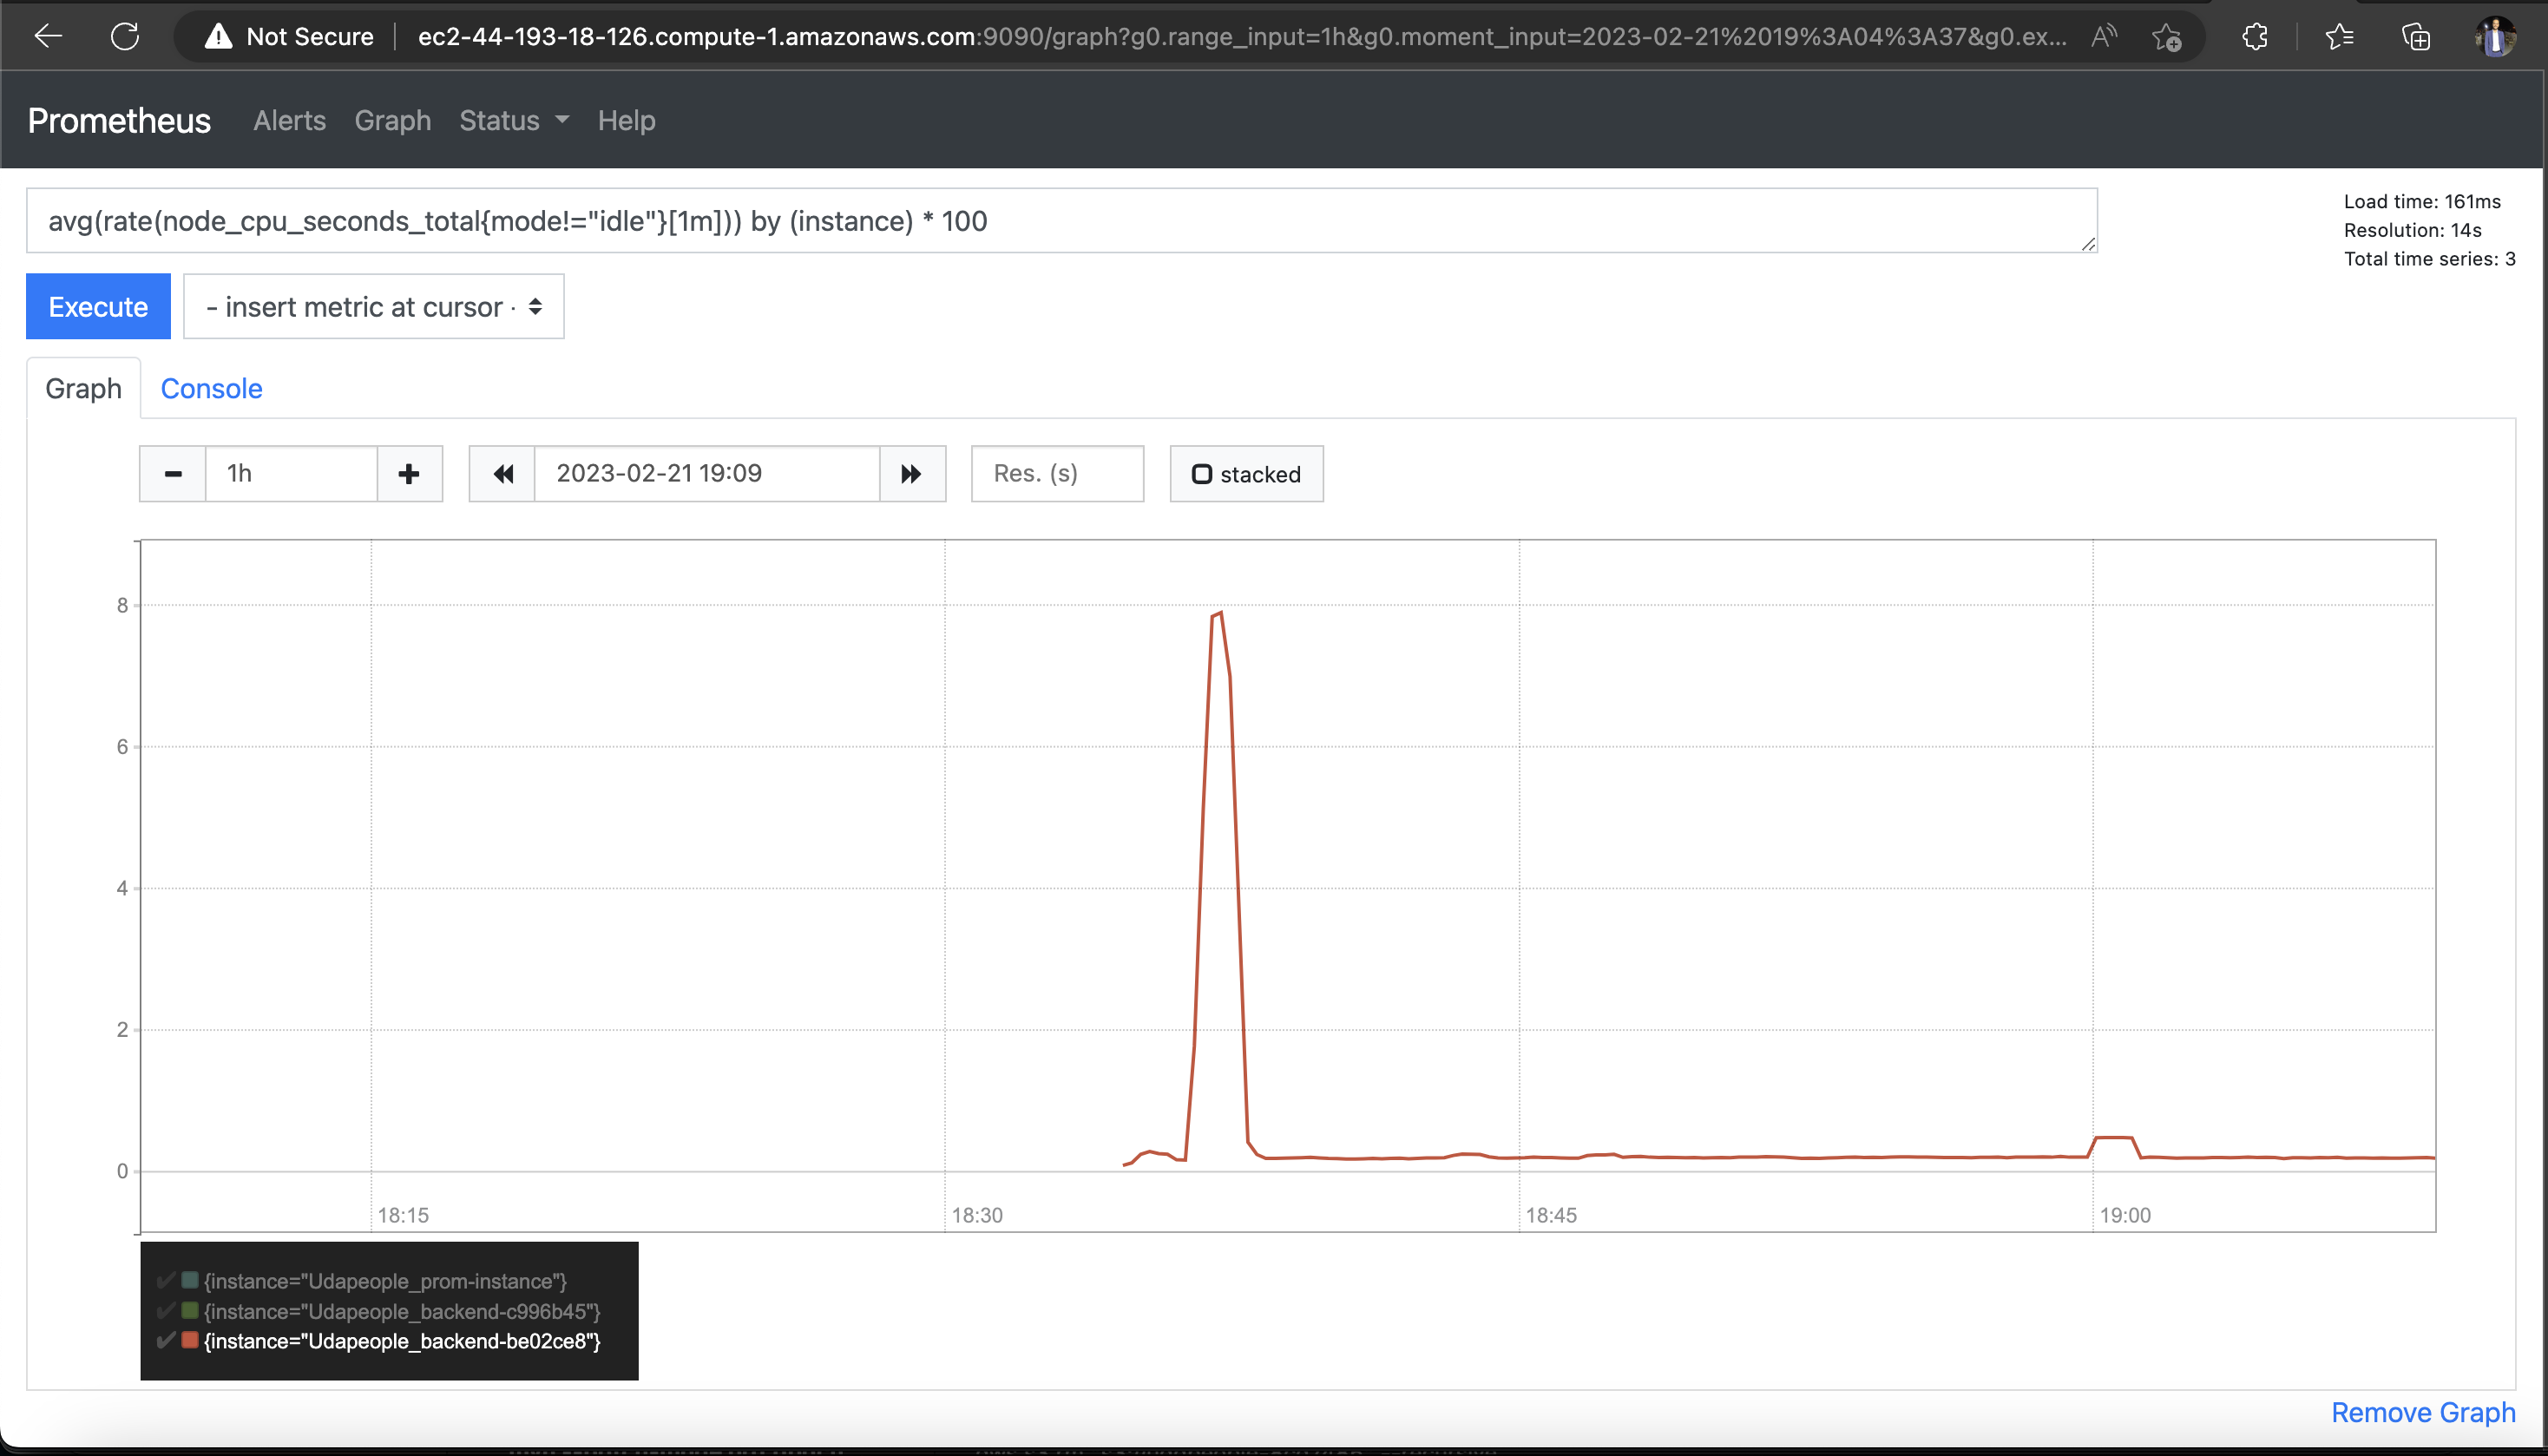 Not Secure ec2-44-193-18-126.compute-1.amazonaws.com:9090/graph?g0.range_input=1h&g0.moment_input=2023-02-21%2019%3A04%3A37&g0.ex...
Prometheus Alerts Graph Status Help
avg(rate(node_cpu_seconds_total{mode!="idle"}[1m])) by (instance) * 100
Load time: 161ms
Resolution: 14s
Total time series: 3
Execute - insert metric at cursor -
Graph Console
1h 2023-02-21 19:09 Res. (s) stacked
8
6
4
2
0
18:15 18:30 18:45 19:00
{instance="Udapeople_prom-instance"}
{instance="Udapeople_backend-c996b45"}
{instance="Udapeople_backend-be02ce8"}
Remove Graph